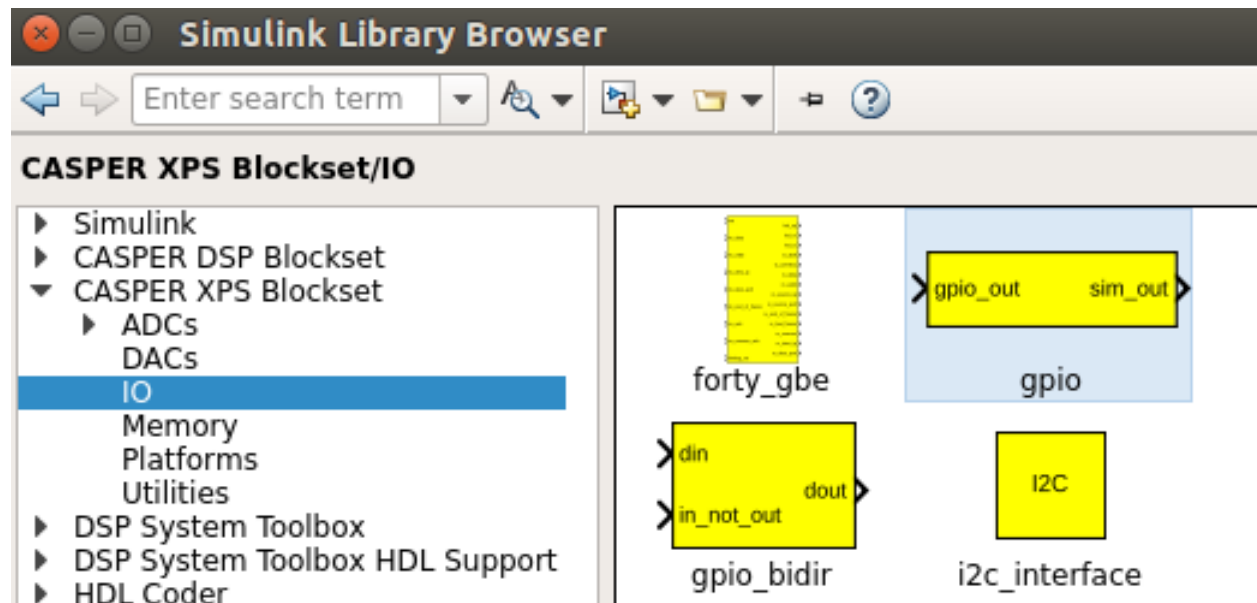 Simulink Library Browser
Enter search term
CASPER XPS Blockset/IO
Simulink
CASPER DSP Blockset
CASPER XPS Blockset
ADCs
DACs
IO
Memory
Platforms
Utilities
DSP System Toolbox
DSP System Toolbox HDL Support
HDL Coder
forty_gbe
gpio_out sim_out
gpio
din
dout
in_not_out
gpio_bidir
I2C
i2c_interface